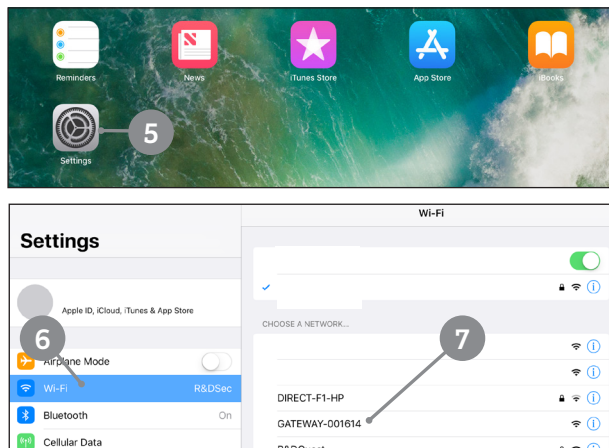 Reminders
News
iTunes Store
App Store
iBooks
5
Settings
Wi-Fi
Settings
Apple ID, iCloud, iTunes & App Store
CHOOSE A NETWORK...
6
7
Airplane Mode
Wi-Fi R&DSec
DIRECT-F1-HP
Bluetooth On
GATEWAY-001614
Cellular Data